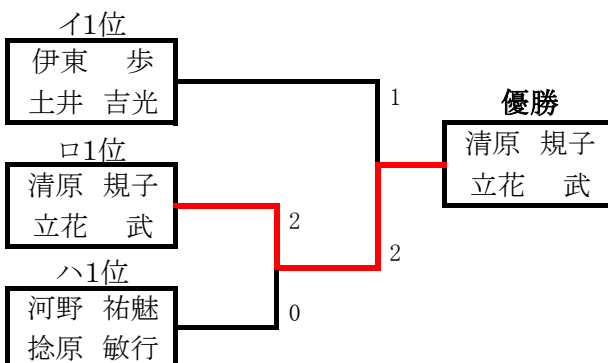 イ1位
伊東 歩
土井 吉光
1
優勝
清原 規子
立花 武
ロ1位
清原 規子
立花 武
2
2
ハ1位
河野 祐魅
捻原 敏行
0